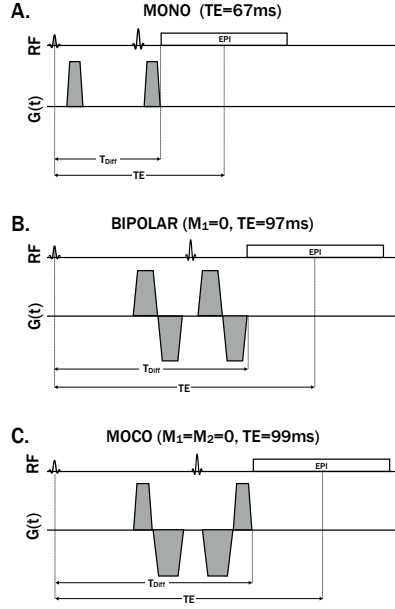 A.
MONO (TE=67ms)
RF
EPI
G(t)
TDiff
TE
B.
BIPOLAR (M1=0, TE=97ms)
RF
EPI
G(t)
TDiff
TE
C.
MOCO (M1=M2=0, TE=99ms)
RF
EPI
G(t)
TDiff
TE